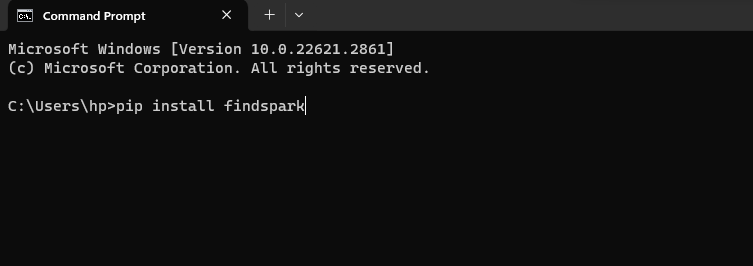 Command Prompt
Microsoft Windows [Version 10.0.22621.2861]
(c) Microsoft Corporation. All rights reserved.
C:\Users\hp>pip install findspark